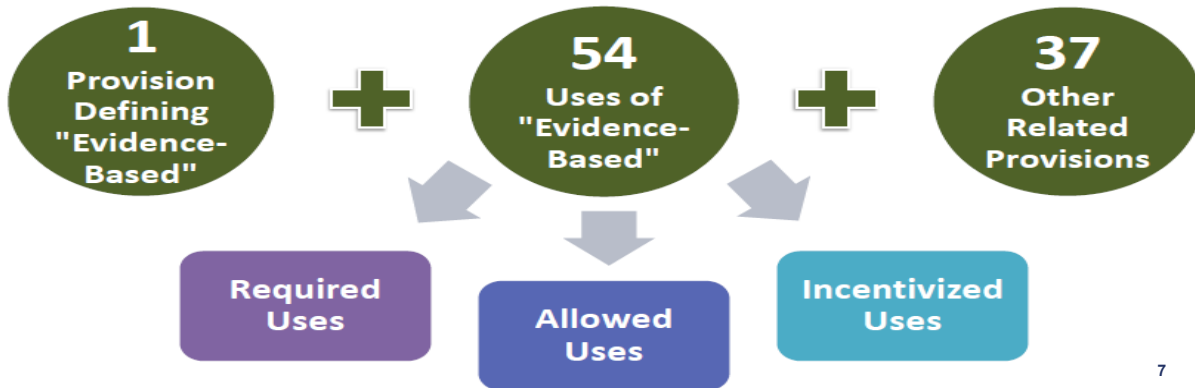 1
Provision
Defining
"Evidence-
Based"
54
Uses of
"Evidence-
Based"
37
Other
Related
Provisions
Required
Uses
Allowed
Uses
Incentivized
Uses
7